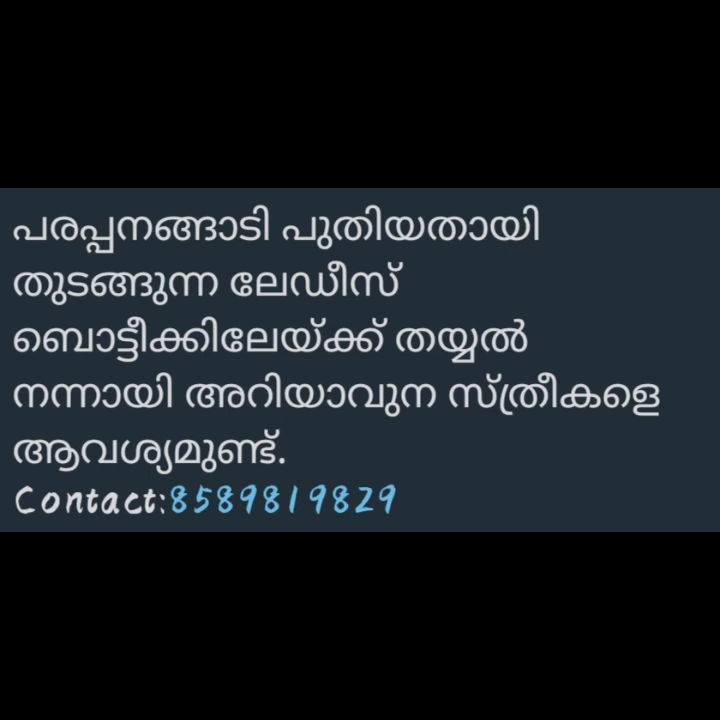 പരപ്പനങ്ങാടി പുതിയതായി
തുടങ്ങുന്ന ലേഡീസ്
ബൊട്ടീക്കിലേയ്ക്ക് തയ്യൽ
നന്നായി അറിയാവുന സ്ത്രീകളെ
ആവശ്യമുണ്ട്.
Contact:8589819829